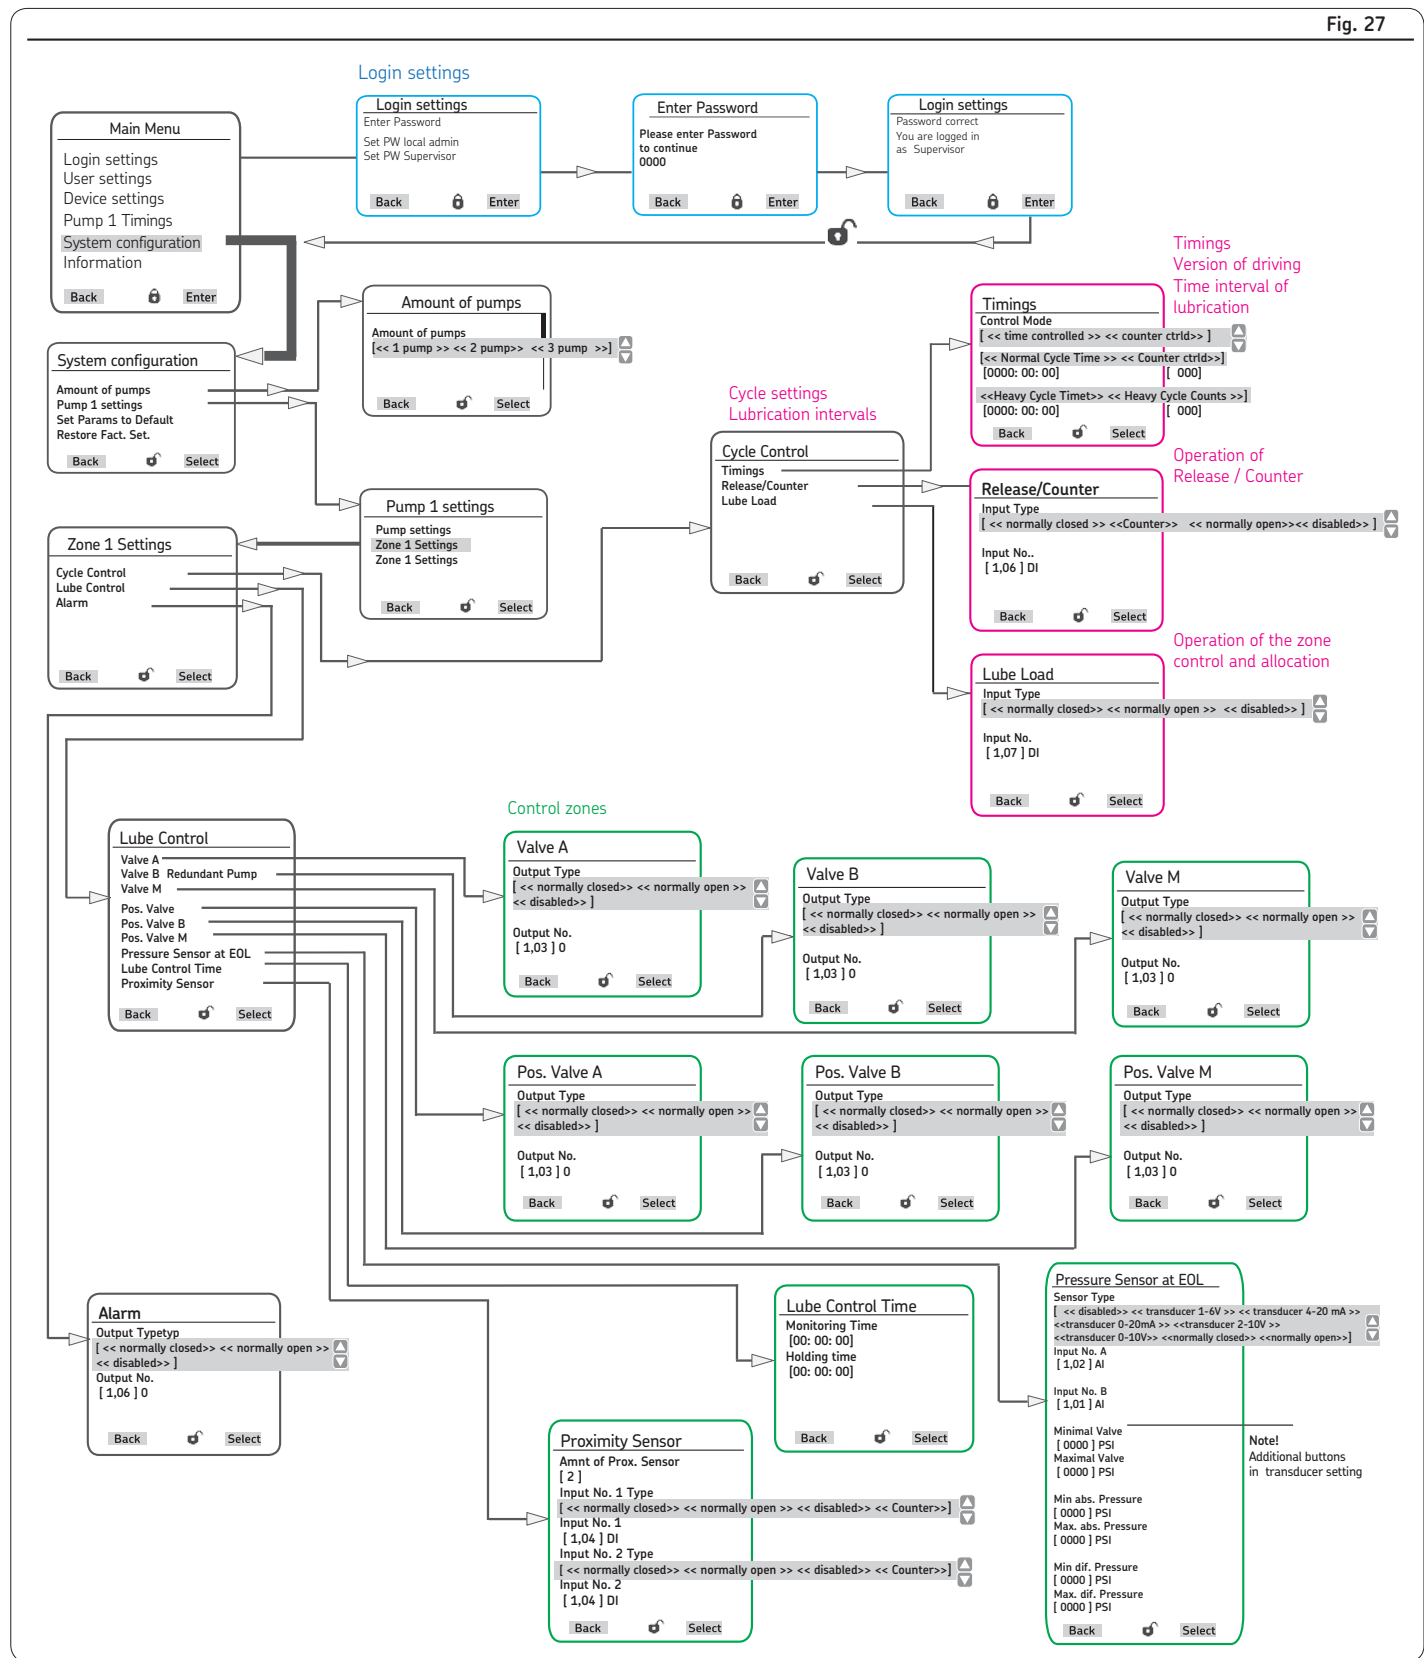 Fig. 27
Login settings
Main Menu
Login settings
User settings
Device settings
Pump 1 Timings
System configuration
Information
Back
Enter
Login settings
Enter Password
Set PW local admin
Set PW Supervisor
Back
Enter
Enter Password
Please enter Password
to continue
0000
Back
Enter
Login settings
Password correct
You are logged in
as Supervisor
Back
Enter
System configuration
Amount of pumps
Pump 1 settings
Set Params to Default
Restore Fact. Set.
Back
Select
Amount of pumps
Amount of pumps
[<< 1 pump >> << 2 pump>> << 3 pump >>]
Back
Select
Pump 1 settings
Pump settings
Zone 1 Settings
Zone 1 Settings
Back
Select
Zone 1 Settings
Cycle Control
Lube Control
Alarm
Back
Select
Cycle settings
Lubrication intervals
Cycle Control
Timings
Release/Counter
Lube Load
Back
Select
Timings
Version of driving
Time interval of
lubrication
Timings
Control Mode
[ << time controlled >> << counter ctrld>> ]
[<< Normal Cycle Time >> << Counter ctrld>>]
[0000: 00: 00] [ 000]
<<Heavy Cycle Timet>> << Heavy Cycle Counts >>]
[0000: 00: 00] [ 000]
Back
Select
Operation of
Release / Counter
Release/Counter
Input Type
[ << normally closed >> <<Counter>> << normally open>><< disabled>> ]
Input No..
[ 1,06 ] DI
Back
Select
Operation of the zone
control and allocation
Lube Load
Input Type
[ << normally closed>> << normally open >> << disabled>> ]
Input No.
[ 1,07 ] DI
Back
Select
Control zones
Lube Control
Valve A
Valve B Redundant Pump
Valve M
Pos. Valve
Pos. Valve B
Pos. Valve M
Pressure Sensor at EOL
Lube Control Time
Proximity Sensor
Back
Select
Valve A
Output Type
[ << normally closed>> << normally open >>
<< disabled>> ]
Output No.
[ 1,03 ] 0
Back
Select
Valve B
Output Type
[ << normally closed>> << normally open >>
<< disabled>> ]
Output No.
[ 1,03 ] 0
Back
Select
Valve M
Output Type
[ << normally closed>> << normally open >>
<< disabled>> ]
Output No.
[ 1,03 ] 0
Back
Select
Pos. Valve A
Output Type
[ << normally closed>> << normally open >>
<< disabled>> ]
Output No.
[ 1,03 ] 0
Back
Select
Pos. Valve B
Output Type
[ << normally closed>> << normally open >>
<< disabled>> ]
Output No.
[ 1,03 ] 0
Back
Select
Pos. Valve M
Output Type
[ << normally closed>> << normally open >>
<< disabled>> ]
Output No.
[ 1,03 ] 0
Back
Select
Alarm
Output Typetyp
[ << normally closed>> << normally open >>
<< disabled>> ]
Output No.
[ 1,06 ] 0
Back
Select
Lube Control Time
Monitoring Time
[00: 00: 00]
Holding time
[00: 00: 00]
Back
Select
Proximity Sensor
Amnt of Prox. Sensor
[ 2 ]
Input No. 1 Type
[ << normally closed>> << normally open >> << disabled>> << Counter>>]
Input No. 1
[ 1,04 ] DI
Input No. 2 Type
[ << normally closed>> << normally open >> << disabled>> << Counter>>]
Input No. 2
[ 1,04 ] DI
Back
Select
Pressure Sensor at EOL
Sensor Type
[ << disabled>> << transducer 1-6V >> << transducer 4-20 mA >>
<<transducer 0-20mA >> <<transducer 2-10V >>
<<transducer 0-10V>> <<normally closed>> <<normally open>>]
Input No. A
[ 1,02 ] AI
Input No. B
[ 1,01 ] AI
Minimal Valve
[ 0000 ] PSI
Maximal Valve
[ 0000 ] PSI
Min abs. Pressure
[ 0000 ] PSI
Max. abs. Pressure
[ 0000 ] PSI
Min dif. Pressure
[ 0000 ] PSI
Max. dif. Pressure
[ 0000 ] PSI
Back
Select
Note!
Additional buttons
in transducer setting